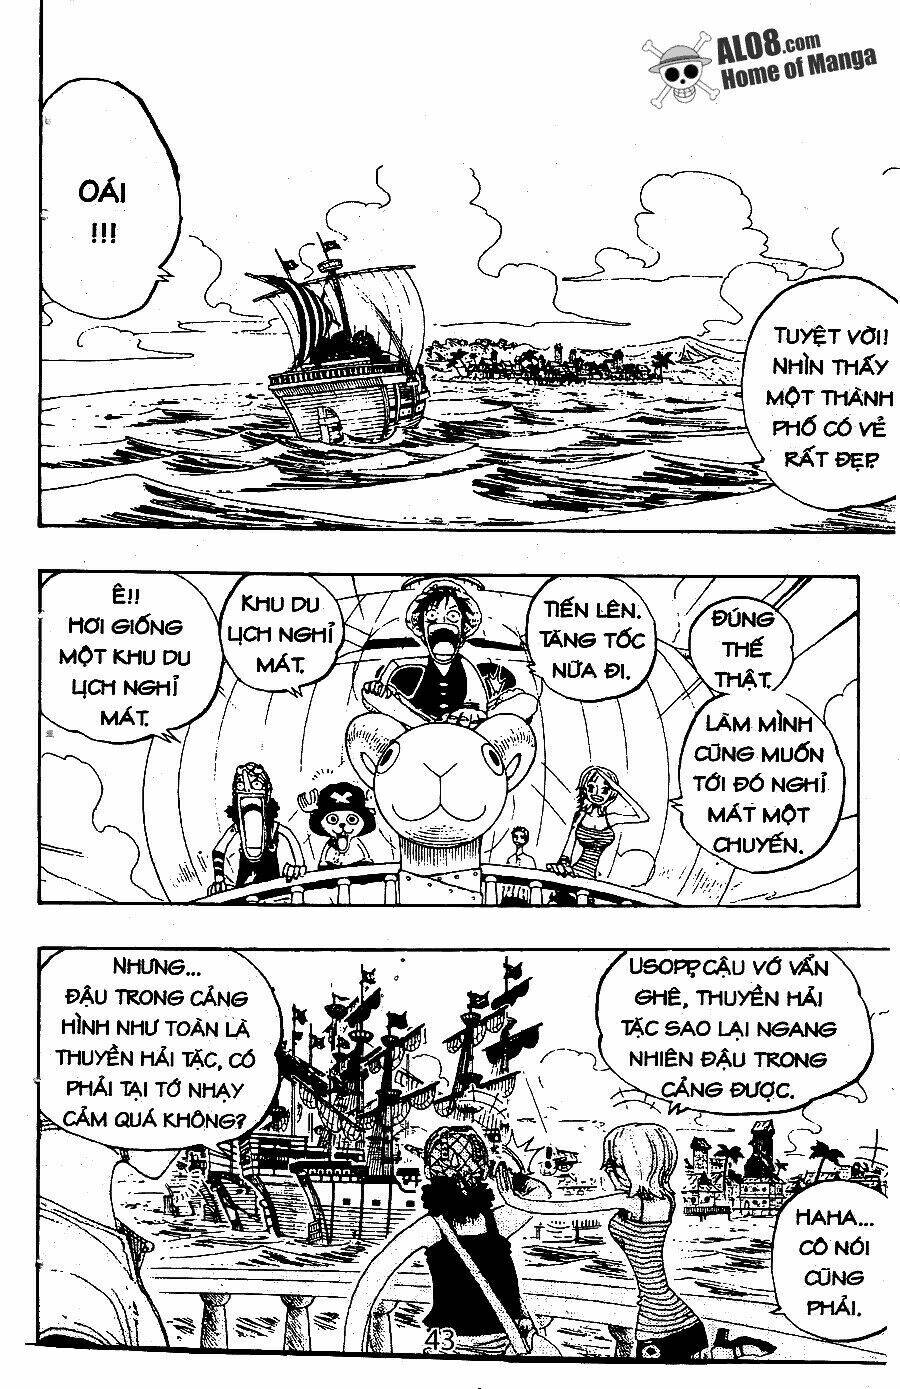 AL08.com
Home of Manga
OÁI
!!!
TUYỆT VỜI!
NHÌN THẤY
MỘT THÀNH
PHỐ CÓ VẺ
RẤT ĐẸP.
Ê!!
HƠI GIỐNG
MỘT KHU DU
LỊCH NGHỈ
MÁT.
KHU DU
LỊCH NGHỈ
MÁT.
TIẾN LÊN.
TĂNG TỐC
NỮA ĐI.
ĐÚNG
THẾ
THẬT.
LÂM MÌNH
CŨNG MUỐN
TỚI ĐÓ NGHỈ
MÁT MỘT
CHUYẾN.
NHƯNG...
ĐẬU TRONG CẢNG
HÌNH NHƯ TOÀN LÀ
THUYỀN HẢI TẶC, CÓ
PHẢI TẠI TỚ NHẠY
CẢM QUÁ KHÔNG?
USOPP, CẬU VỚ VẨN
GHÊ, THUYỀN HẢI
TẶC SAO LẠI NGANG
NHIÊN ĐẬU TRONG
CẢNG ĐƯỢC.
HAHA...
CÔ NÓI
CŨNG
PHẢI.
43